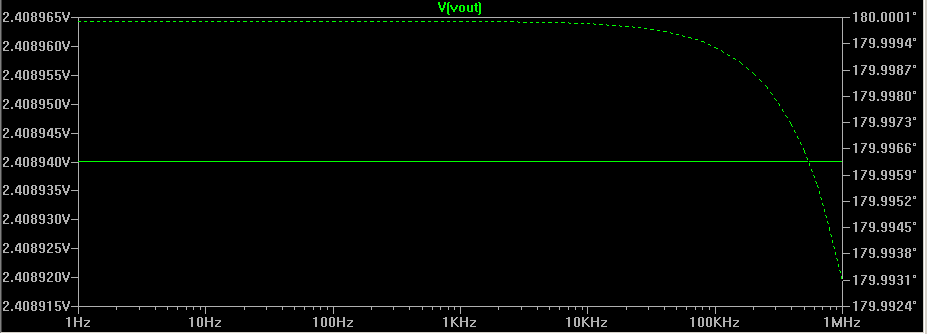 V(vout)
2.408965V 180.0001°
2.408960V 179.9994°
2.408955V 179.9987°
2.408950V 179.9980°
2.408945V 179.9973°
2.408940V 179.9966°
2.408935V 179.9959°
2.408930V 179.9952°
2.408925V 179.9945°
2.408920V 179.9938°
2.408915V 179.9931°
179.9924°
1Hz 10Hz 100Hz 1KHz 10KHz 100KHz 1MHz